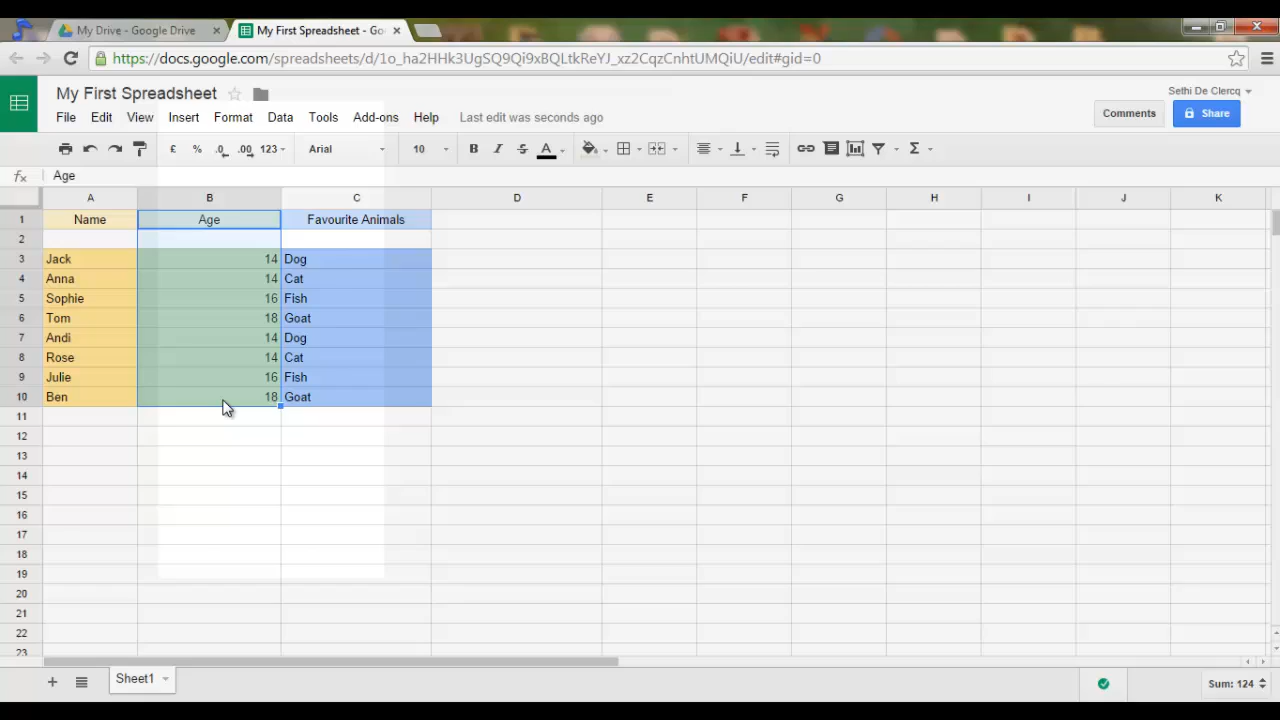 My Drive - Google Drive × My First Spreadsheet - Go ×
https://docs.google.com/spreadsheets/d/1o_ha2HHk3UgSQ9Qi9xBQLtkReYJ_xz2CqzCnhtUMQiU/edit#gid=0
My First Spreadsheet
Sethi De Clercq
File Edit View Insert Format Data Tools Add-ons Help Last edit was seconds ago
Comments Share
£ % .0 .00 123 Arial 10 B I S A Σ
fx Age
A B C D E F G H I J K
1 Name Age Favourite Animals
2
3 Jack 14 Dog
4 Anna 14 Cat
5 Sophie 16 Fish
6 Tom 18 Goat
7 Andi 14 Dog
8 Rose 14 Cat
9 Julie 16 Fish
10 Ben 18 Goat
11
12
13
14
15
16
17
18
19
20
21
22
23
+ Sheet1 Sum: 124